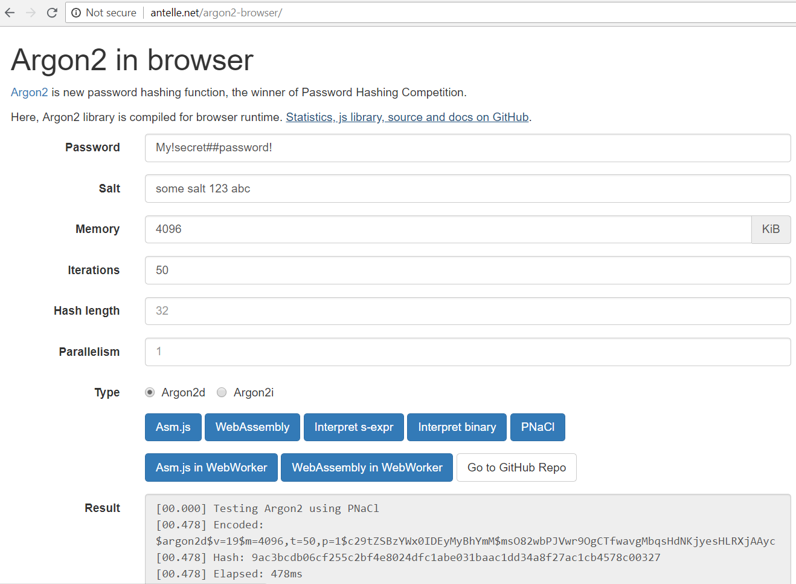 Not secure | antelle.net/argon2-browser/
Argon2 in browser
Argon2 is new password hashing function, the winner of Password Hashing Competition.
Here, Argon2 library is compiled for browser runtime. Statistics, js library, source and docs on GitHub.
Password My!secret##password!
Salt some salt 123 abc
Memory 4096 KiB
Iterations 50
Hash length 32
Parallelism 1
Type Argon2d Argon2i
Asm.js WebAssembly Interpret s-expr Interpret binary PNaCl
Asm.js in WebWorker WebAssembly in WebWorker Go to GitHub Repo
Result [00.000] Testing Argon2 using PNaCl
[00.478] Encoded:
$argon2d$v=19$m=4096,t=50,p=1$c29tZSBzYWx0IDEyMyBhYmM$msO82wbPJVwr9OgCTfwavgMbqsHdNKjyesHLRXjAAyc
[00.478] Hash: 9ac3bcdb06cf255c2bf4e8024dfc1abe031baac1dd34a8f27ac1cb4578c00327
[00.478] Elapsed: 478ms